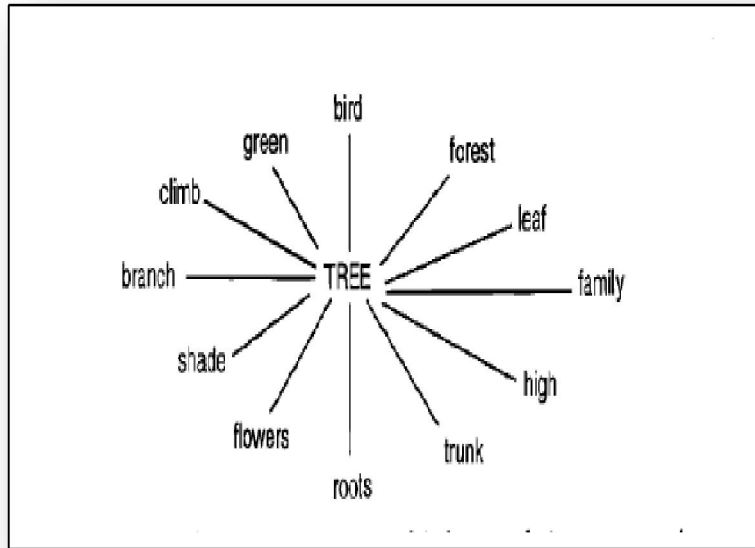 bird
green
forest
climb
leaf
branch
TREE
family
shade
high
flowers
trunk
roots